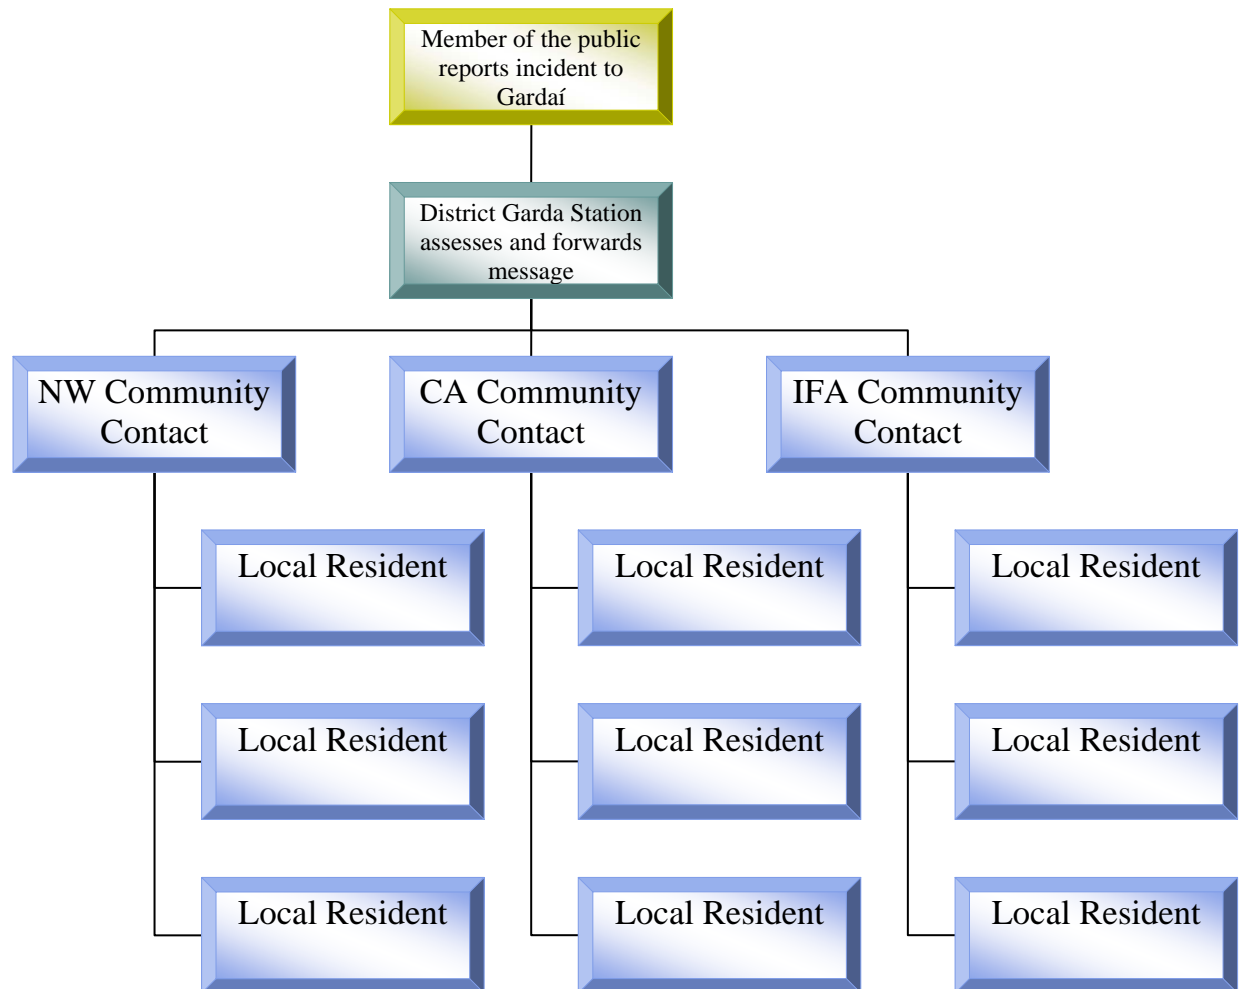 Member of the public
reports incident to
Gardaí
District Garda Station
assesses and forwards
message
NW Community
Contact
CA Community
Contact
IFA Community
Contact
Local Resident
Local Resident
Local Resident
Local Resident
Local Resident
Local Resident
Local Resident
Local Resident
Local Resident